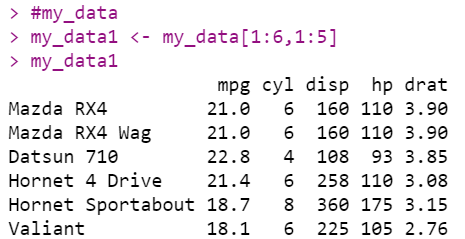 > #my_data
> my_data1 <- my_data[1:6,1:5]
> my_data1
                   mpg cyl disp  hp drat
Mazda RX4         21.0   6  160 110 3.90
Mazda RX4 Wag     21.0   6  160 110 3.90
Datsun 710        22.8   4  108  93 3.85
Hornet 4 Drive    21.4   6  258 110 3.08
Hornet Sportabout 18.7   8  360 175 3.15
Valiant           18.1   6  225 105 2.76